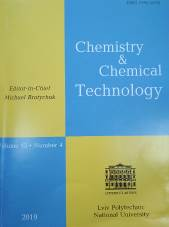 Chemistry
&
Chemical
Technology
Editor-in-Chief
Michael Bratychak
Number 4
2019
Lviv Polytechnic
National University